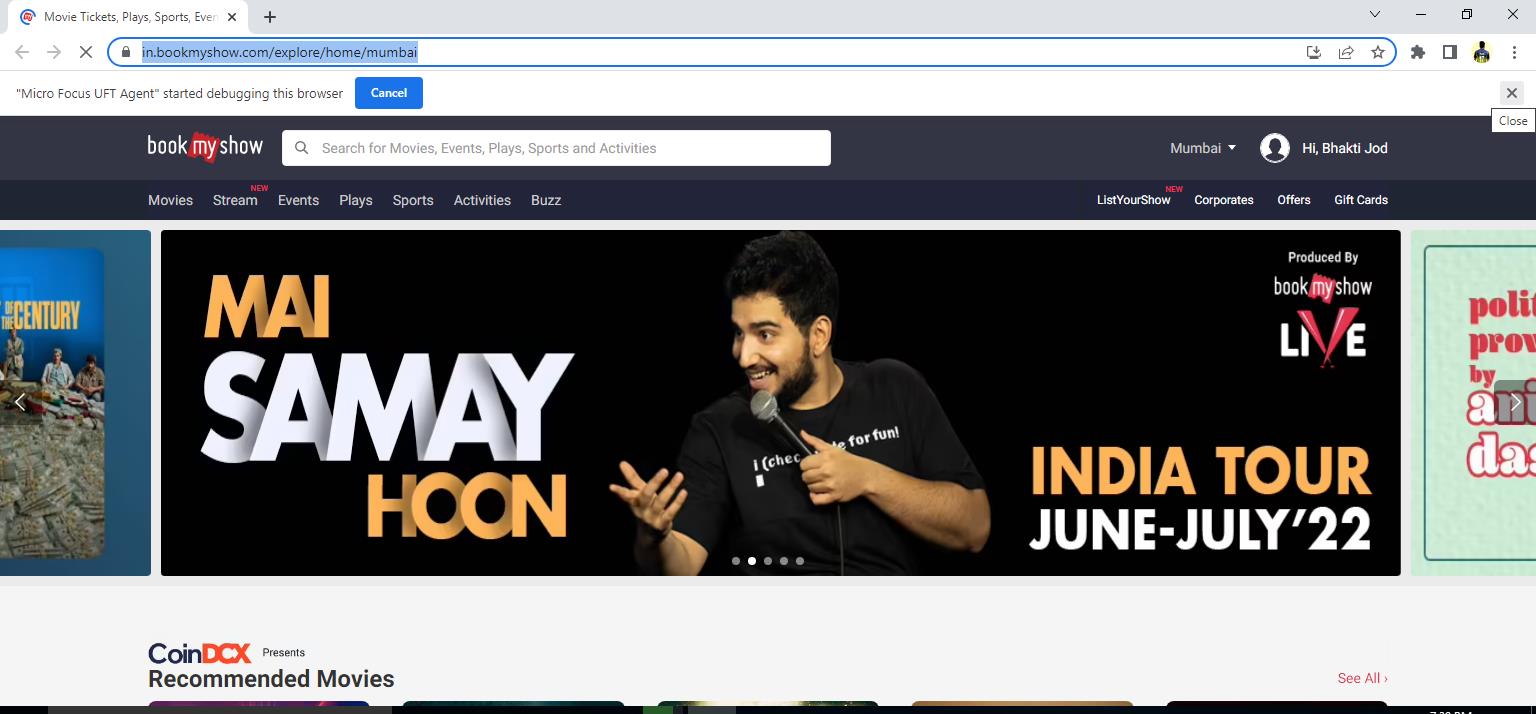 Movie Tickets, Plays, Sports, Even
in.bookmyshow.com/explore/home/mumbai
"Micro Focus UFT Agent" started debugging this browser
Cancel
Close
book my show
Search for Movies, Events, Plays, Sports and Activities
Mumbai
Hi, Bhakti Jod
Movies
Stream
NEW
Events
Plays
Sports
Activities
Buzz
ListYourShow
NEW
Corporates
Offers
Gift Cards
OF
THE CENTURY
MAI
SAMAY
HOON
i (chec
e for fun!
Produced By
book my show
LIVE
INDIA TOUR
JUNE-JULY'22
polit
prov
by
das
CoinDCX
Presents
Recommended Movies
See All ›